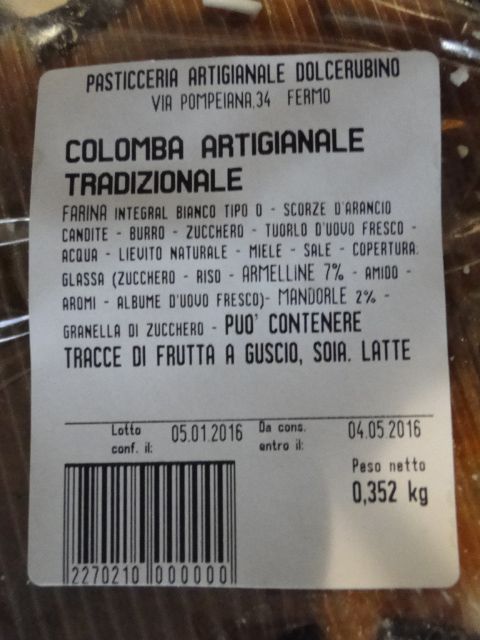 PASTICCERIA ARTIGIANALE DOLCERUBINO
VIA POMPEIANA,34 FERMO
COLOMBA ARTIGIANALE
TRADIZIONALE
FARINA INTEGRAL BIANCO TIPO 0 - SCORZE D'ARANCIO
CANDITE - BURRO - ZUCCHERO - TUORLO D'UOVO FRESCO -
ACQUA - LIEVITO NATURALE - MIELE - SALE - COPERTURA:
GLASSA (ZUCCHERO - RISO - ARMELLINE 7% - AMIDO -
AROMI - ALBUME D'UOVO FRESCO)- MANDORLE 2% -
GRANELLA DI ZUCCHERO - PUO' CONTENERE
TRACCE DI FRUTTA A GUSCIO, SOIA. LATTE
Lotto conf. il: 05.01.2016 Da cons. entro il: 04.05.2016
Peso netto
0,352 kg
2270210 000000